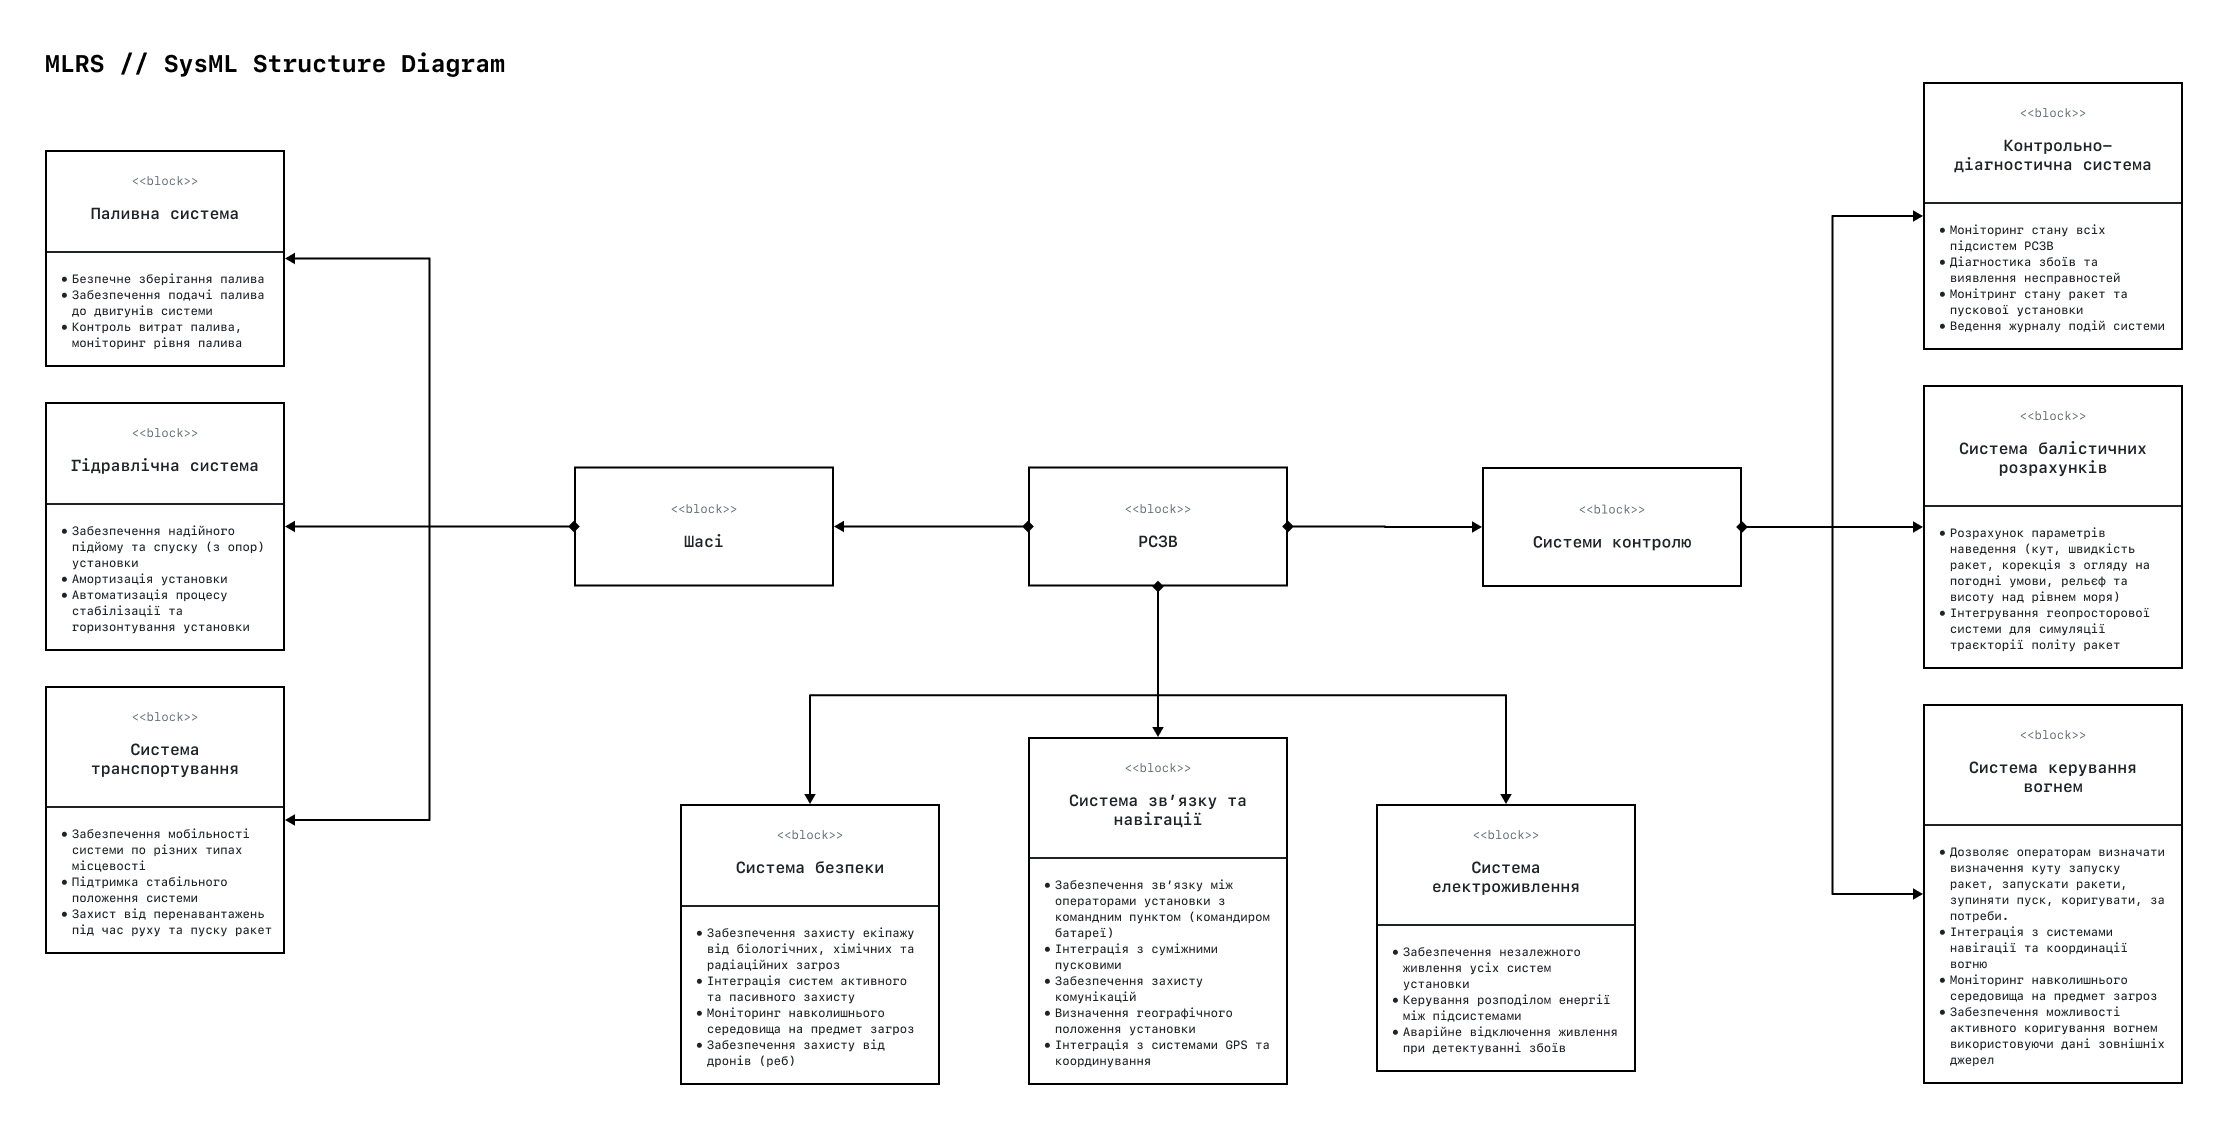 MLRS // SysML Structure Diagram
<<block>>
Паливна система
● Безпечне зберігання палива
● Забезпечення подачі палива
до двигунів системи
● Контроль витрат палива,
моніторинг рівня палива
<<block>>
Гідравлічна система
● Забезпечення надійного
підйому та спуску (з опор)
установки
● Амортизація установки
● Автоматизація процесу
стабілізації та
горизонтування установки
<<block>>
Система
транспортування
● Забезпечення мобільності
системи по різних типах
місцевості
● Підтримка стабільного
положення системи
● Захист від перенавантажень
під час руху та пуску ракет
<<block>>
Шасі
<<block>>
РСЗВ
<<block>>
Системи контролю
<<block>>
Система безпеки
● Забезпечення захисту екіпажу
від біологічних, хімічних та
радіаційних загроз
● Інтеграція систем активного
та пасивного захисту
● Моніторинг навколишнього
середовища на предмет загроз
● Забезпечення захисту від
дронів (реб)
<<block>>
Система зв’язку та
навігації
● Забезпечення зв’язку між
операторами установки з
командним пунктом (командиром
батареї)
● Інтеграція з суміжними
пусковими
● Забезпечення захисту
комунікацій
● Визначення географічного
положення установки
● Інтеграція з системами GPS та
координування
<<block>>
Система
електроживлення
● Забезпечення незалежного
живлення усіх систем
установки
● Керування розподілом енергії
між підсистемами
● Аварійне відключення живлення
при детектуванні збоїв
<<block>>
Контрольно-
діагностична система
● Моніторинг стану всіх
підсистем РСЗВ
● Діагностика збоїв та
виявлення несправностей
● Монітринг стану ракет та
пускової установки
● Ведення журналу подій системи
<<block>>
Система балістичних
розрахунків
● Розрахунок параметрів
наведення (кут, швидкість
ракет, корекція з огляду на
погодні умови, рельєф та
висоту над рівнем моря)
● Інтегрування геопросторової
системи для симуляції
траєкторії політу ракет
<<block>>
Система керування
вогнем
● Дозволяє операторам визначати
визначення куту запуску
ракет, запускати ракети,
зупиняти пуск, коригувати, за
потреби.
● Інтеграція з системами
навігації та координації
вогню
● Моніторинг навколишнього
середовища на предмет загроз
● Забезпечення можливості
активного коригування вогнем
використовуючи дані зовнішніх
джерел